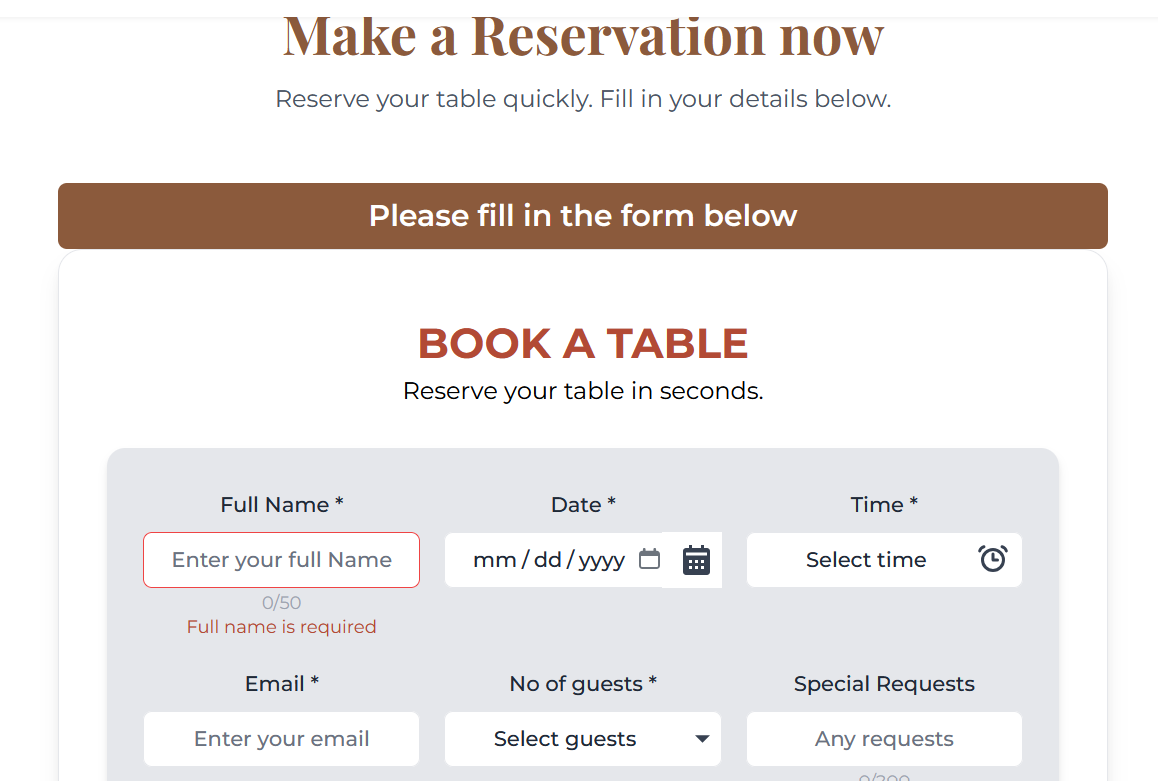 Make a Reservation now
Reserve your table quickly. Fill in your details below.
Please fill in the form below
BOOK A TABLE
Reserve your table in seconds.
Full Name * Date * Time *
Enter your full Name mm / dd / yyyy Select time
0/50
Full name is required
Email * No of guests * Special Requests
Enter your email Select guests Any requests